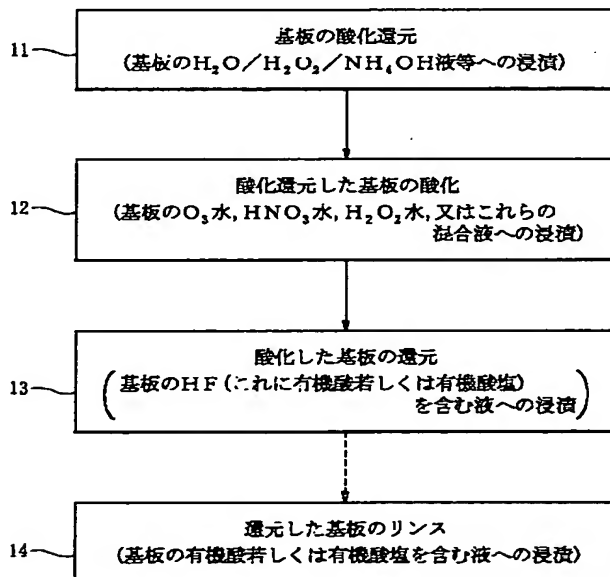 11
基板の酸化還元
(基板のH₂O／H₂O₂／NH₄OH液等への浸漬)
12
酸化還元した基板の酸化
(基板のO₃水, HNO₃水, H₂O₂水, 又はこれらの
混合液への浸漬)
13
酸化した基板の還元
(基板のHF(これに有機酸若しくは有機酸塩)
を含む液への浸漬)
14
還元した基板のリンス
(基板の有機酸若しくは有機酸塩を含む液への浸漬)